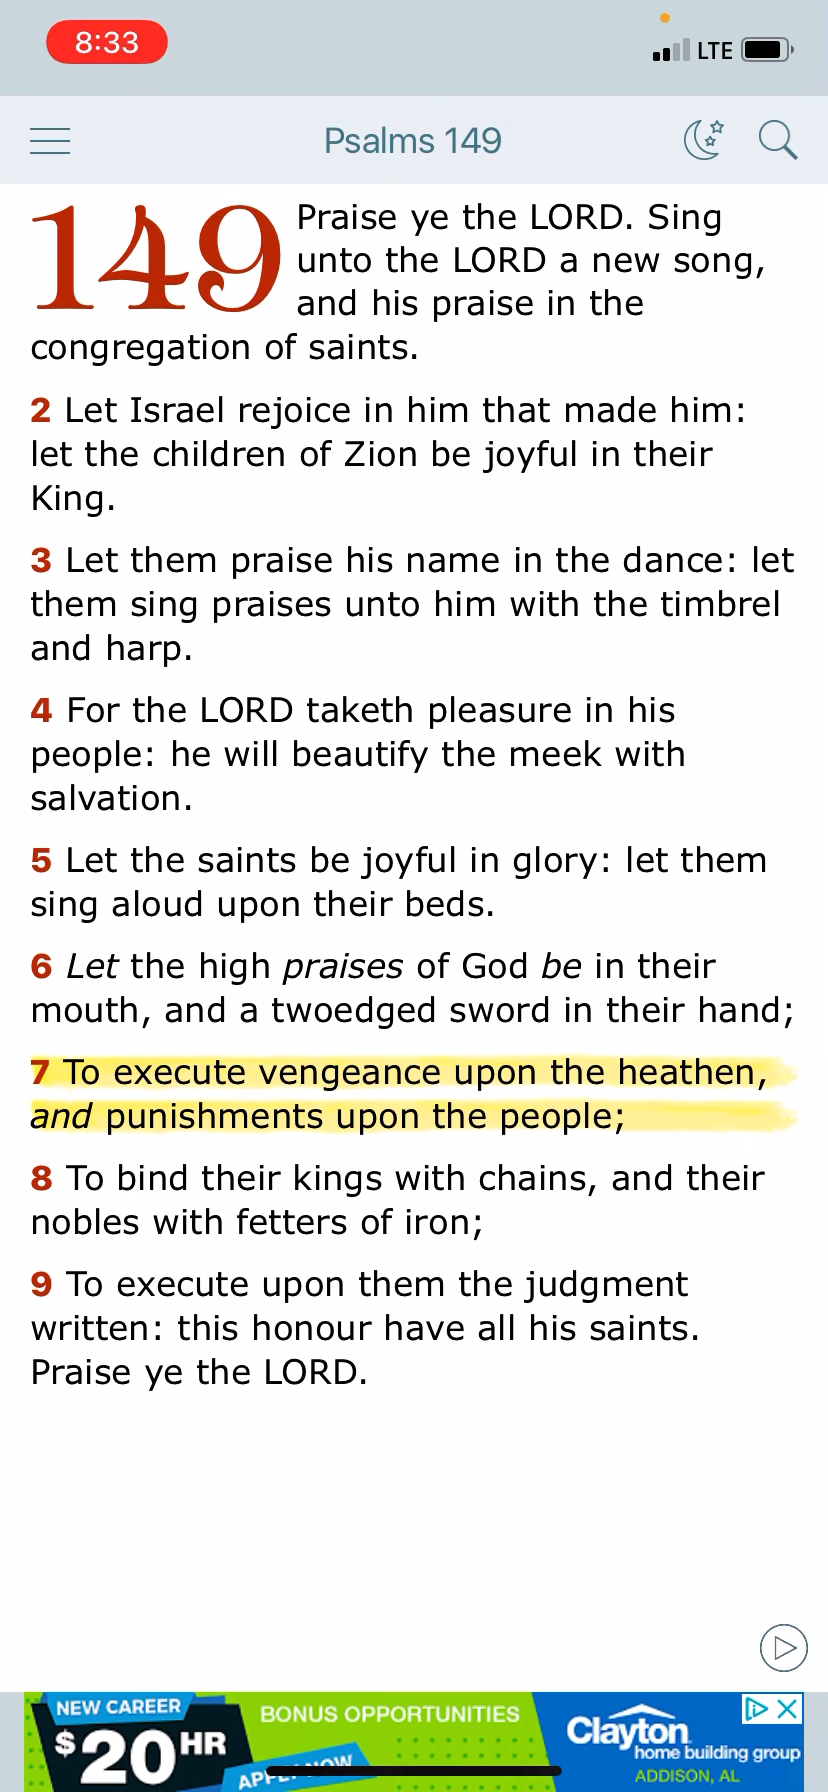 8:33
LTE
Psalms 149
149 Praise ye the LORD. Sing
unto the LORD a new song,
and his praise in the
congregation of saints.
2 Let Israel rejoice in him that made him:
let the children of Zion be joyful in their
King.
3 Let them praise his name in the dance: let
them sing praises unto him with the timbrel
and harp.
4 For the LORD taketh pleasure in his
people: he will beautify the meek with
salvation.
5 Let the saints be joyful in glory: let them
sing aloud upon their beds.
6 Let the high praises of God be in their
mouth, and a twoedged sword in their hand;
7 To execute vengeance upon the heathen,
and punishments upon the people;
8 To bind their kings with chains, and their
nobles with fetters of iron;
9 To execute upon them the judgment
written: this honour have all his saints.
Praise ye the LORD.
NEW CAREER
$20 HR
BONUS OPPORTUNITIES
APPLY NOW
Clayton
home building group
ADDISON, AL